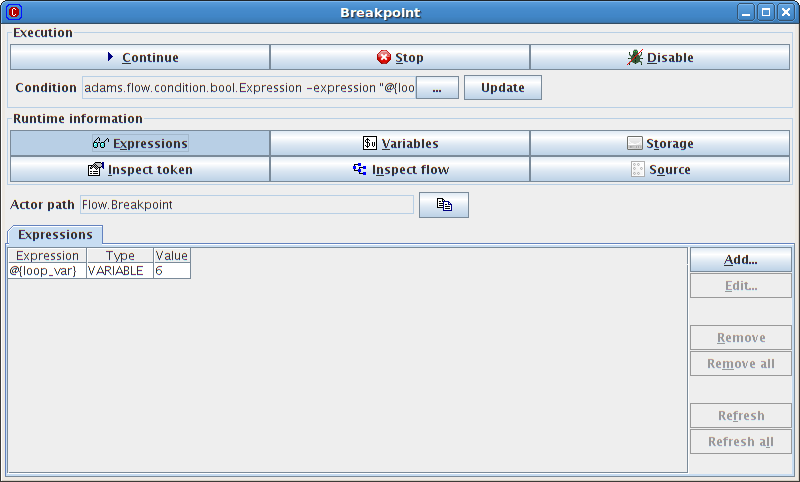 Breakpoint
Execution
Continue
Stop
Disable
Condition adams.flow.condition.bool.Expression -expression "@{loo ... Update
Runtime information
Expressions
Variables
Storage
Inspect token
Inspect flow
Source
Actor path Flow.Breakpoint
Expressions
Expression Type Value
@{loop_var} VARIABLE 6
Add...
Edit...
Remove
Remove all
Refresh
Refresh all